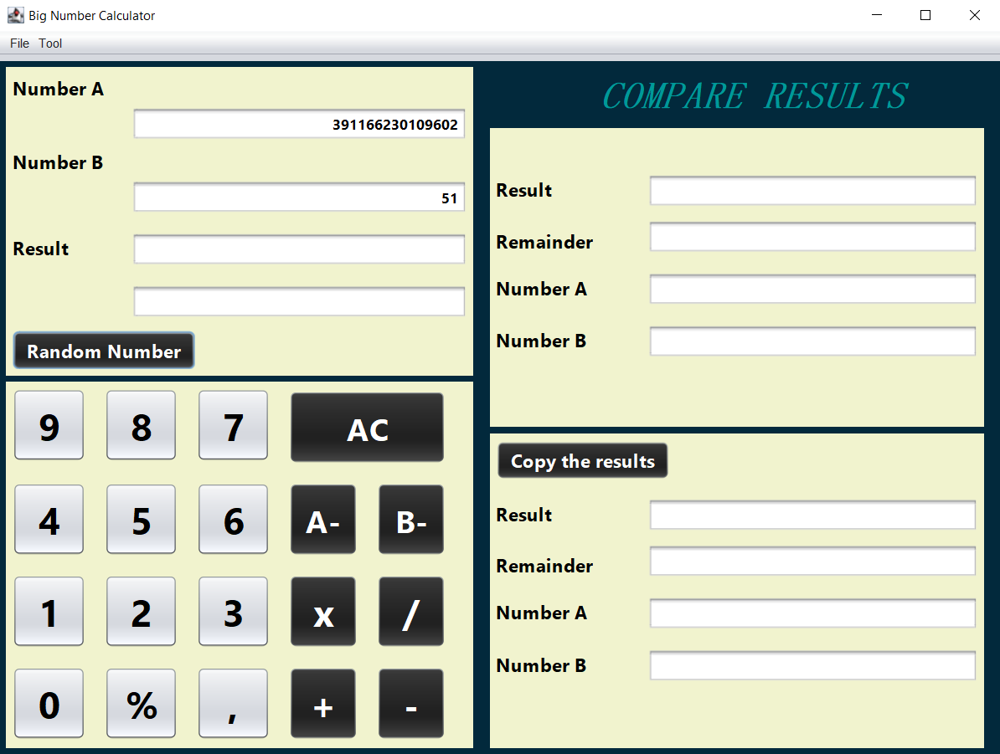 Big Number Calculator
File Tool
Number A
391166230109602
Number B
51
Result
Random Number
9 8 7 AC
4 5 6 A- B-
1 2 3 x /
0 % , + -
COMPARE RESULTS
Result
Remainder
Number A
Number B
Copy the results
Result
Remainder
Number A
Number B